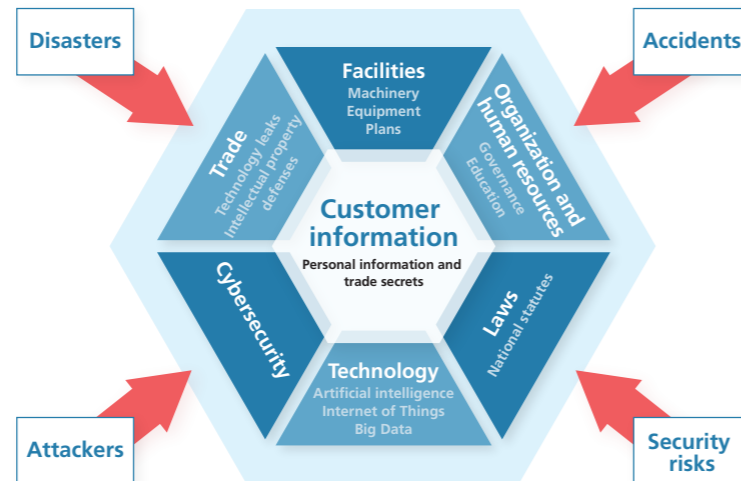 Disasters
Accidents
Facilities
Machinery
Equipment
Plans
Trade
Technology leaks
Intellectual property
defenses
Organization and
human resources
Governance
Education
Customer
information
Personal information and
trade secrets
Cybersecurity
Laws
National statutes
Technology
Artificial intelligence
Internet of Things
Big Data
Attackers
Security
risks